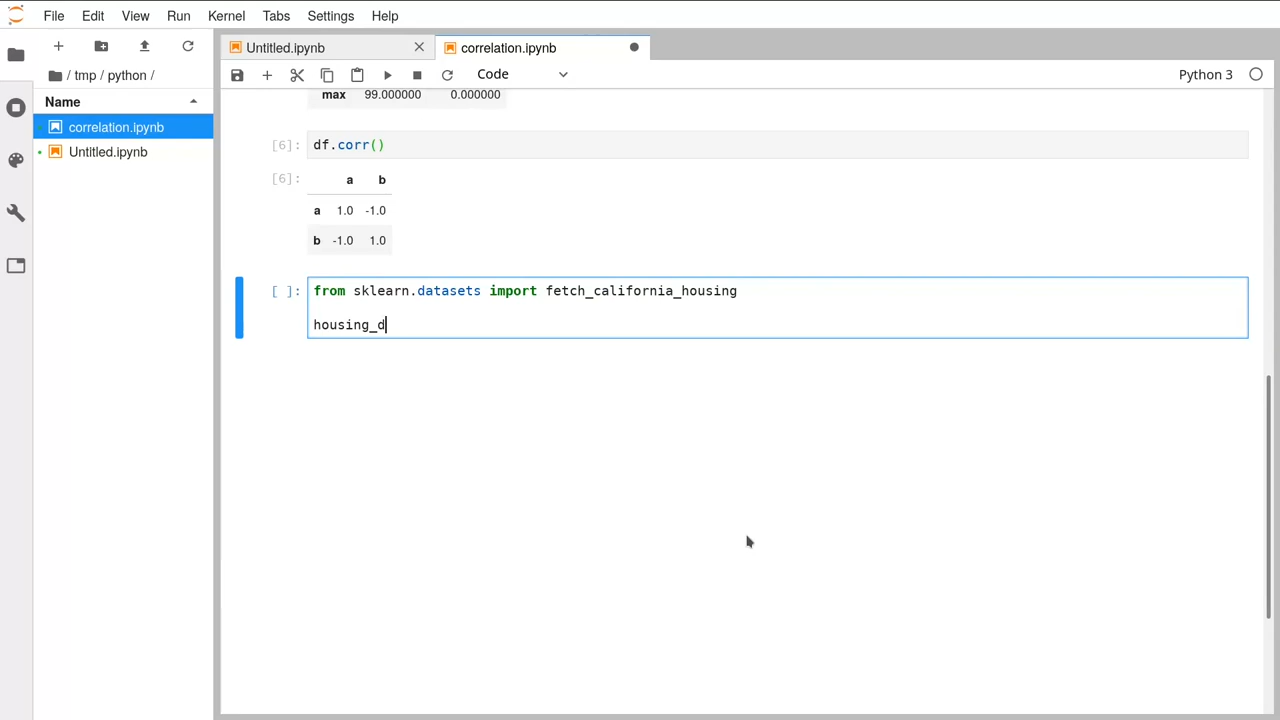 File Edit View Run Kernel Tabs Settings Help
Untitled.ipynb
correlation.ipynb
Code
Python 3
/ tmp / python /
Name
correlation.ipynb
Untitled.ipynb
max 99.000000 0.000000
[6]: df.corr()
[6]: a b
a 1.0 -1.0
b -1.0 1.0
[ ]: from sklearn.datasets import fetch_california_housing
housing_d